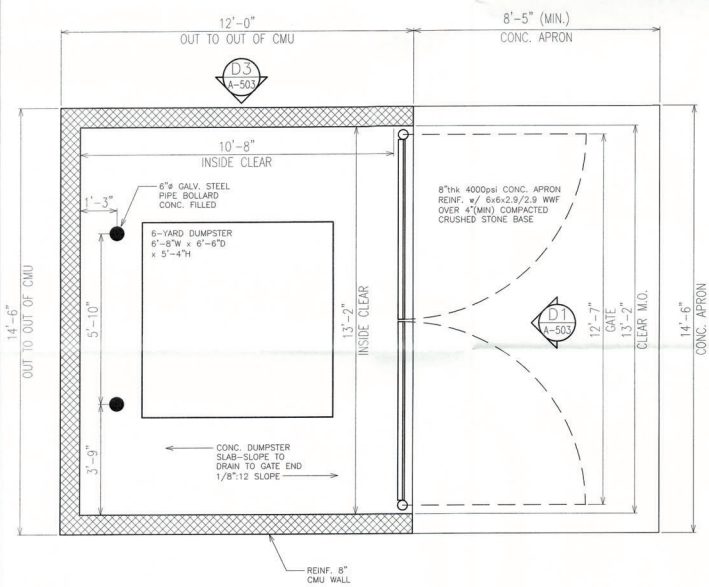 12'-0"
OUT TO OUT OF CMU
8'-5" (MIN.)
CONC. APRON
D3
A-503
10'-8"
INSIDE CLEAR
1'-3"
6"ø GALV. STEEL
PIPE BOLLARD
CONC. FILLED
8"thk 4000psi CONC. APRON
REINF. w/ 6x6x2.9/2.9 WWF
OVER 4"(MIN) COMPACTED
CRUSHED STONE BASE
6-YARD DUMPSTER
6'-8"W x 6'-6"D
x 5'-4"H
14'-6"
OUT TO OUT OF CMU
5'-10"
13'-2"
INSIDE CLEAR
D1
A-503
12'-7"
GATE
13'-2"
CLEAR M.O.
14'-6"
CONC. APRON
3'-9"
CONC. DUMPSTER
SLAB-SLOPE TO
DRAIN TO GATE END
1/8":12 SLOPE
REINF. 8"
CMU WALL